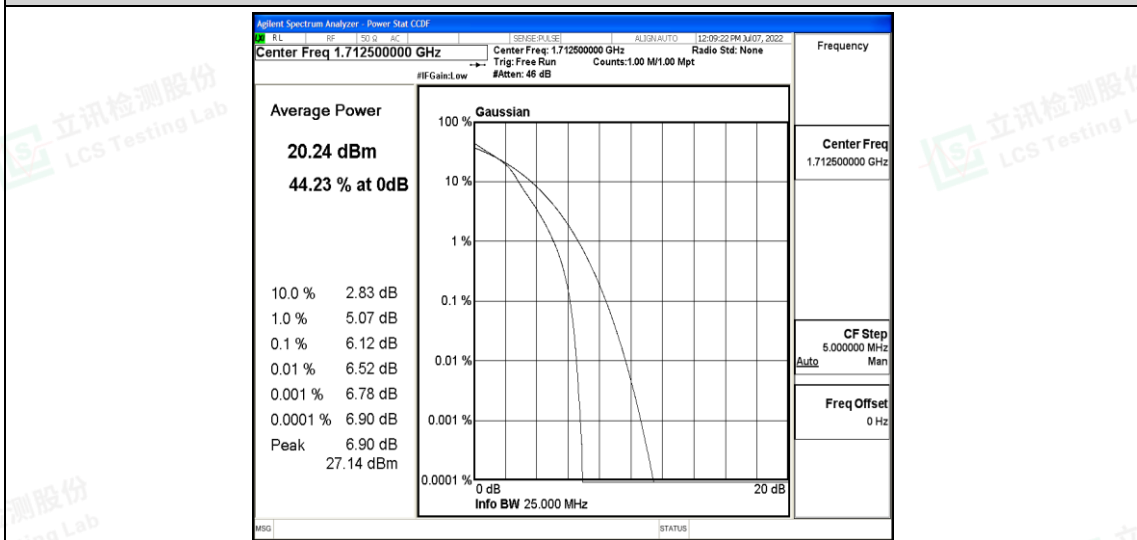 Agilent Spectrum Analyzer - Power Stat CCDF
RL RF 50 Ω AC SENSE:PULSE ALIGN AUTO 12:09:22 PM Jul 07, 2022
Center Freq 1.712500000 GHz
Center Freq: 1.712500000 GHz Radio Std: None
Trig: Free Run Counts:1.00 M/1.00 Mpt
#IFGain:Low #Atten: 46 dB
Frequency
Average Power
20.24 dBm
44.23 % at 0dB
10.0 % 2.83 dB
1.0 % 5.07 dB
0.1 % 6.12 dB
0.01 % 6.52 dB
0.001 % 6.78 dB
0.0001 % 6.90 dB
Peak 6.90 dB
27.14 dBm
Gaussian
100 %
10 %
1 %
0.1 %
0.01 %
0.001 %
0.0001 %
0 dB 20 dB
Info BW 25.000 MHz
Center Freq
1.712500000 GHz
CF Step
5.000000 MHz
Auto Man
Freq Offset
0 Hz
MSG STATUS
立讯检测股份
LCS Testing Lab
立讯检测股份
LCS Testing L
测股份
ing Lab